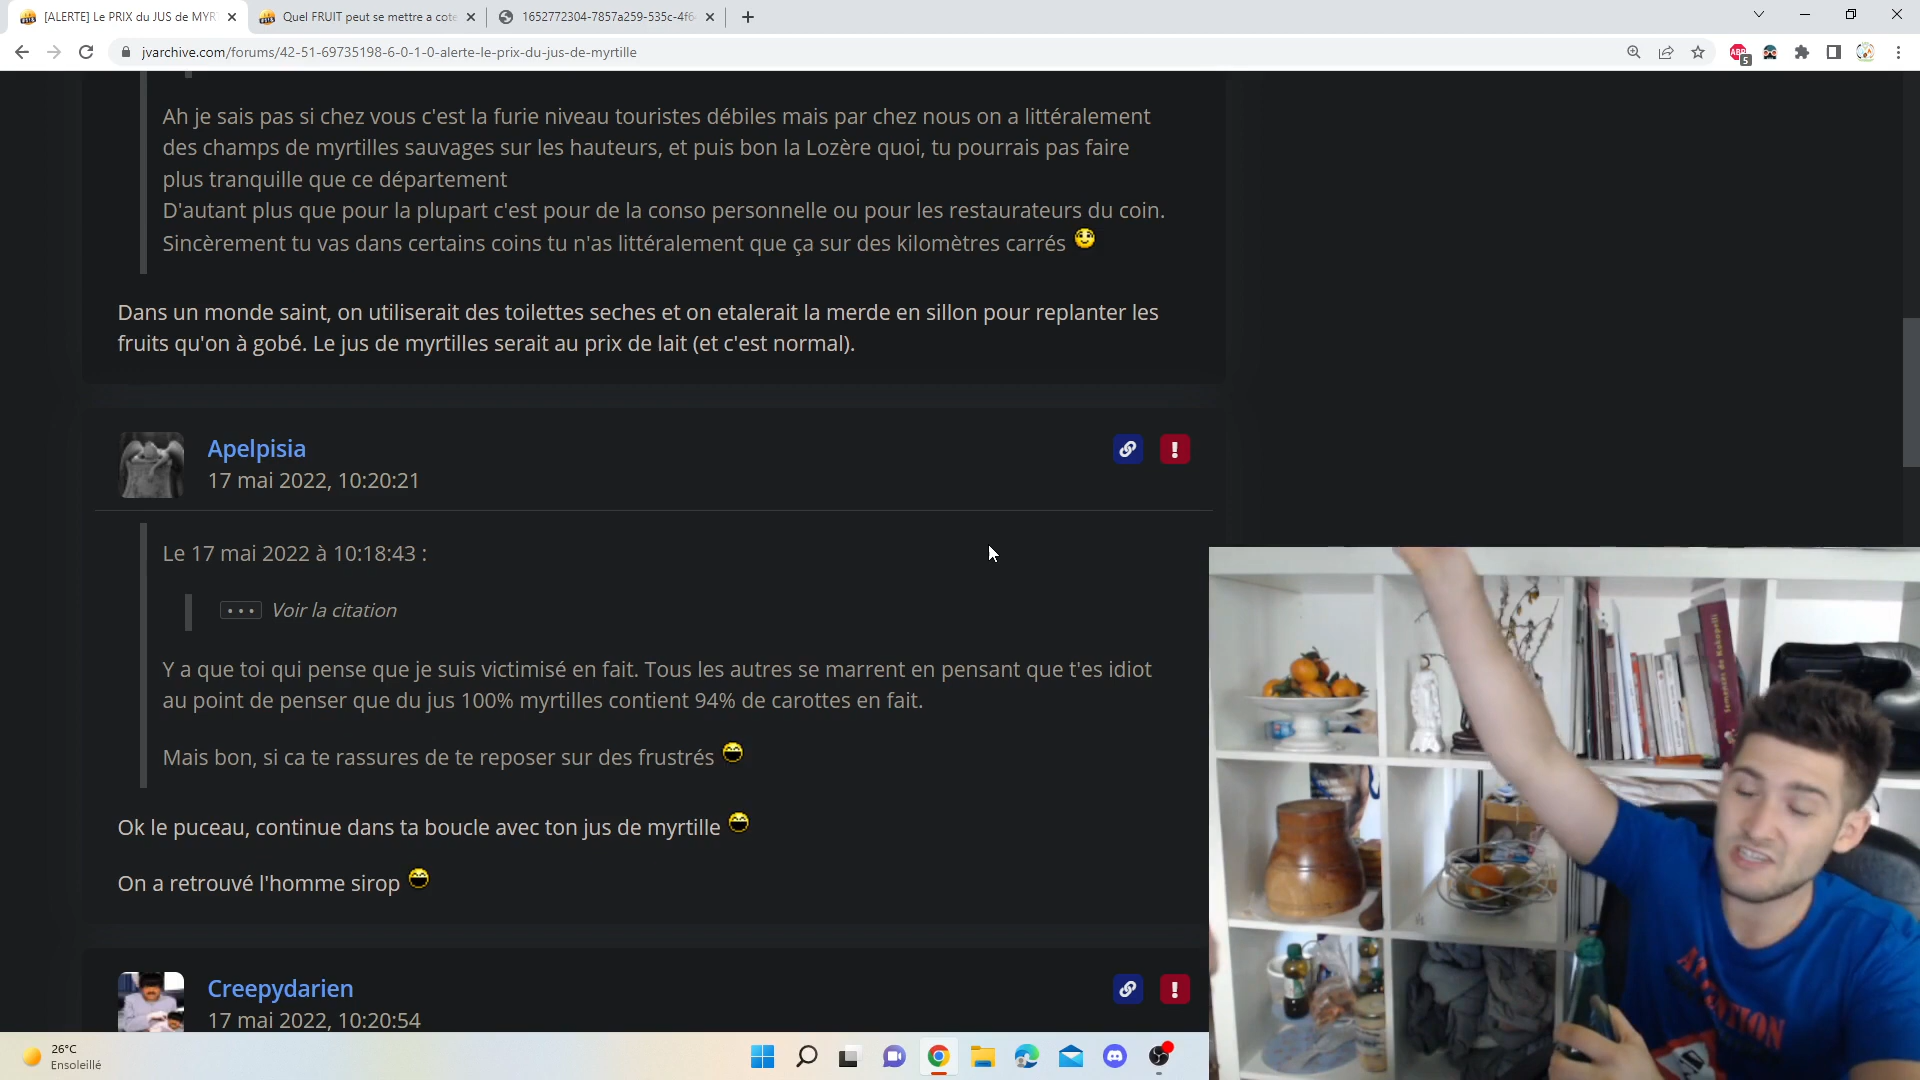 [ALERTE] Le PRIX du JUS de MYR
Quel FRUIT peut se mettre a cote
1652772304-7857a259-535c-4f6
jvarchive.com/forums/42-51-69735198-6-0-1-0-alerte-le-prix-du-jus-de-myrtille
ABP
5
Ah je sais pas si chez vous c'est la furie niveau touristes débiles mais par chez nous on a littéralement
des champs de myrtilles sauvages sur les hauteurs, et puis bon la Lozère quoi, tu pourrais pas faire
plus tranquille que ce département
D'autant plus que pour la plupart c'est pour de la conso personnelle ou pour les restaurateurs du coin.
Sincèrement tu vas dans certains coins tu n'as littéralement que ça sur des kilomètres carrés
Dans un monde saint, on utiliserait des toilettes seches et on etalerait la merde en sillon pour replanter les
fruits qu'on à gobé. Le jus de myrtilles serait au prix de lait (et c'est normal).
Apelpisia
17 mai 2022, 10:20:21
Le 17 mai 2022 à 10:18:43 :
Voir la citation
Y a que toi qui pense que je suis victimisé en fait. Tous les autres se marrent en pensant que t'es idiot
au point de penser que du jus 100% myrtilles contient 94% de carottes en fait.
Mais bon, si ca te rassures de te reposer sur des frustrés
Ok le puceau, continue dans ta boucle avec ton jus de myrtille
On a retrouvé l'homme sirop
Creepydarien
17 mai 2022, 10:20:54
Semences de Kokopelli
26°C
Ensoleillé